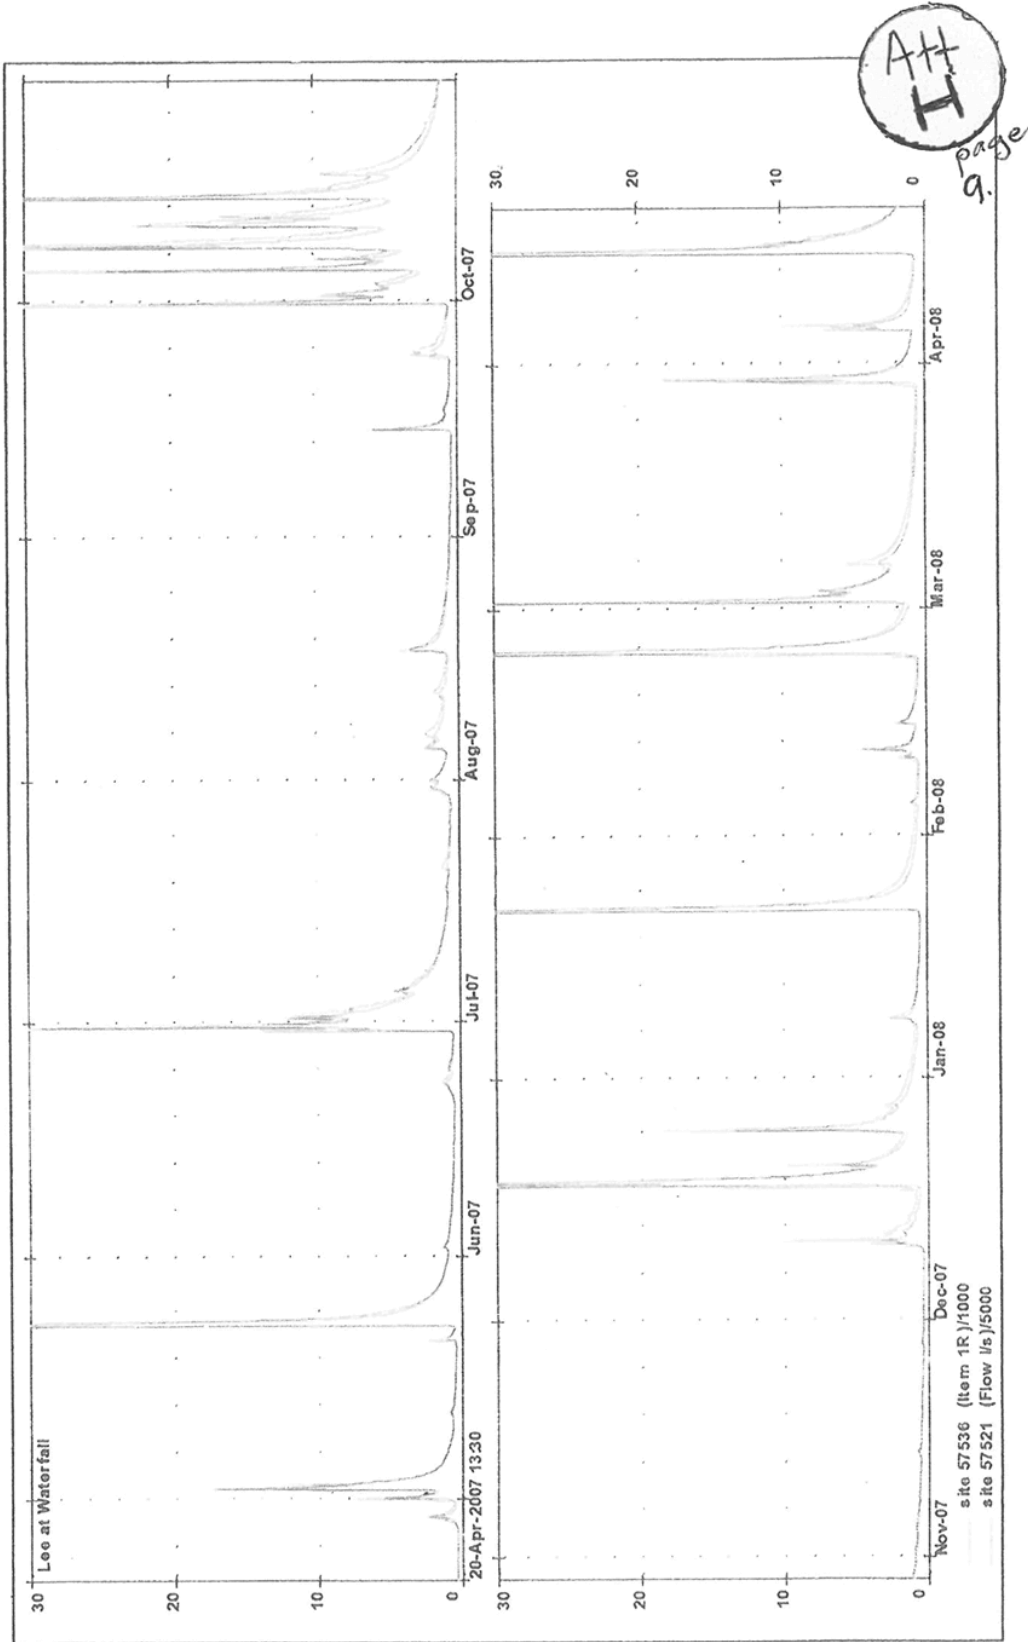 Att
H
page
9.
Lee at Waterfall
30
20
10
0
20-Apr-2007 13:30
Jun-07
Jul-07
Aug-07
Sep-07
Oct-07
30
20
10
0
Nov-07
Dec-07
Jan-08
Feb-08
Mar-08
Apr-08
30
20
10
0
site 57536 (Item 1R)/1000
site 57521 (Flow l/s)/5000